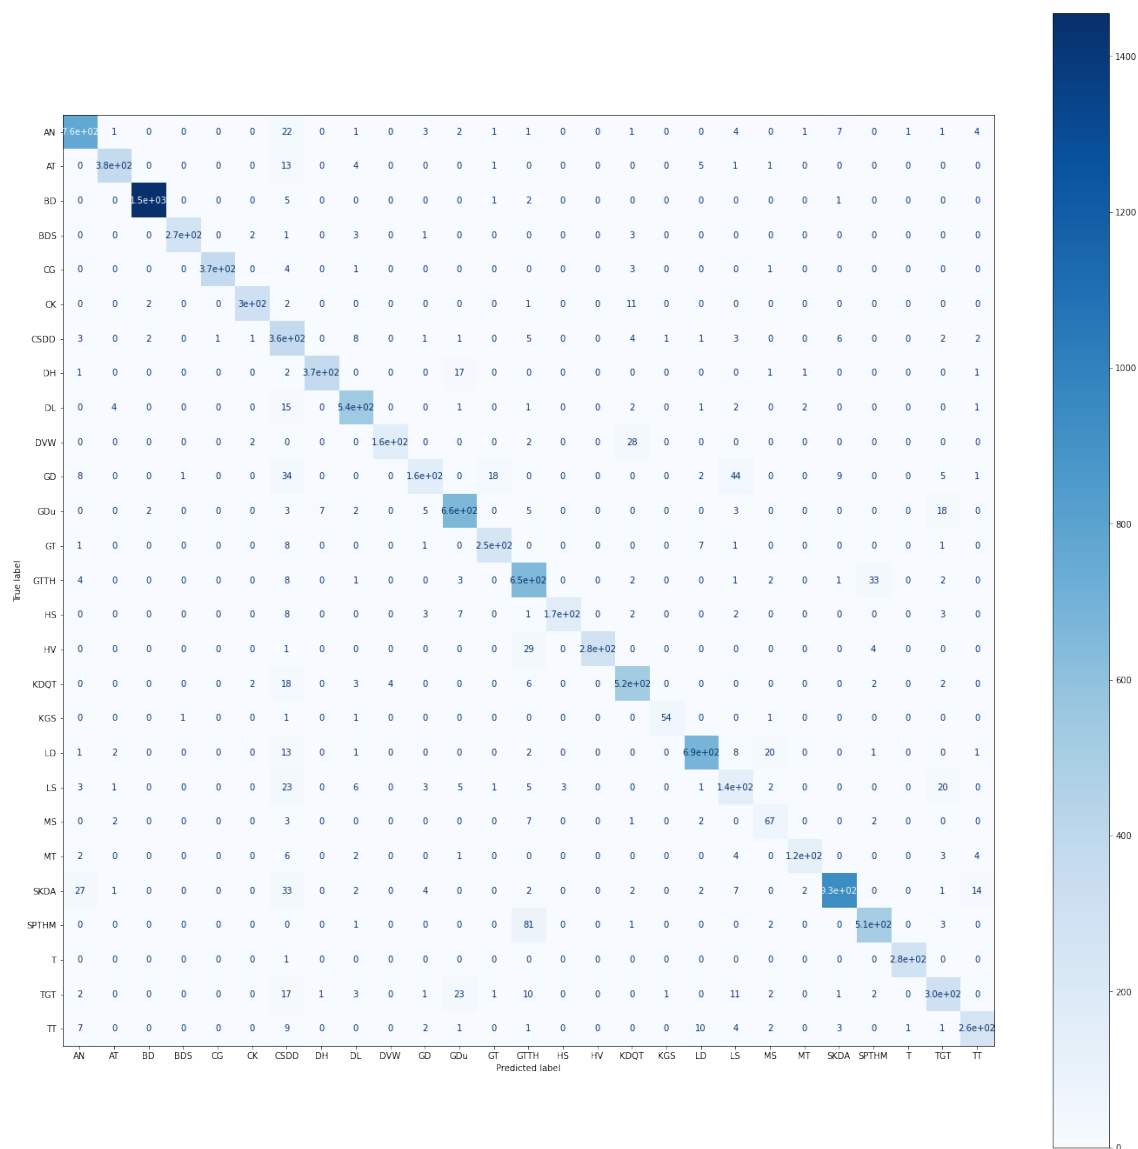 AN 7.6e+02 1 0 0 0 0 22 0 1 0 3 2 1 1 0 0 1 0 0 4 0 1 7 0 1 1 4
AT 0 3.8e+02 0 0 0 0 13 0 4 0 0 0 1 0 0 0 0 0 5 1 1 0 0 0 0 0 0
BD 0 0 1.5e+03 0 0 0 5 0 0 0 0 0 1 2 0 0 0 0 0 0 0 0 1 0 0 0 0
BDS 0 0 0 2.7e+02 0 2 1 0 3 0 1 0 0 0 0 0 3 0 0 0 0 0 0 0 0 0 0
CG 0 0 0 0 3.7e+02 0 4 0 1 0 0 0 0 0 0 0 3 0 0 0 1 0 0 0 0 0 0
CK 0 0 2 0 0 3e+02 2 0 0 0 0 0 0 1 0 0 11 0 0 0 0 0 0 0 0 0 0
CSDD 3 0 2 0 1 1 3.6e+02 0 8 0 1 1 0 5 0 0 4 1 1 3 0 0 6 0 0 2 2
DH 1 0 0 0 0 0 2 3.7e+02 0 0 0 17 0 0 0 0 0 0 0 0 1 1 0 0 0 0 1
DL 0 4 0 0 0 0 15 0 5.4e+02 0 0 1 0 1 0 0 2 0 1 2 0 2 0 0 0 0 1
DVW 0 0 0 0 0 2 0 0 0 1.6e+02 0 0 0 2 0 0 28 0 0 0 0 0 0 0 0 0 0
GD 8 0 0 1 0 0 34 0 0 0 1.6e+02 0 18 0 0 0 0 0 2 44 0 0 9 0 0 5 1
GDu 0 0 2 0 0 0 3 7 2 0 5 6.6e+02 0 5 0 0 0 0 0 3 0 0 0 0 0 18 0
GT 1 0 0 0 0 0 8 0 0 0 1 0 2.5e+02 0 0 0 0 0 7 1 0 0 0 0 0 1 0
GTTH 4 0 0 0 0 0 8 0 1 0 0 3 0 6.5e+02 0 0 2 0 0 1 2 0 1 33 0 2 0
HS 0 0 0 0 0 0 8 0 0 0 3 7 0 1 1.7e+02 0 2 0 0 2 0 0 0 0 0 3 0
HV 0 0 0 0 0 0 1 0 0 0 0 0 0 29 0 2.8e+02 0 0 0 0 0 0 0 4 0 0 0
KDQT 0 0 0 0 0 2 18 0 3 4 0 0 0 6 0 0 5.2e+02 0 0 0 0 0 0 2 0 2 0
KGS 0 0 0 1 0 0 1 0 1 0 0 0 0 0 0 0 0 54 0 0 1 0 0 0 0 0 0
LD 1 2 0 0 0 0 13 0 1 0 0 0 0 2 0 0 0 0 6.9e+02 8 20 0 0 1 0 0 1
LS 3 1 0 0 0 0 23 0 6 0 3 5 1 5 3 0 0 0 1 1.4e+02 2 0 0 0 0 20 0
MS 0 2 0 0 0 0 3 0 0 0 0 0 0 7 0 0 1 0 2 0 67 0 0 2 0 0 0
MT 2 0 0 0 0 0 6 0 2 0 0 1 0 0 0 0 0 0 0 4 0 1.2e+02 0 0 0 3 4
SKDA 27 1 0 0 0 0 33 0 2 0 4 0 0 2 0 0 2 0 2 7 0 2 9.3e+02 0 0 1 14
SPTHM 0 0 0 0 0 0 0 0 1 0 0 0 0 81 0 0 1 0 0 0 2 0 0 5.1e+02 0 3 0
T 0 0 0 0 0 0 1 0 0 0 0 0 0 0 0 0 0 0 0 0 0 0 0 0 2.8e+02 0 0
TGT 2 0 0 0 0 0 17 1 3 0 1 23 1 10 0 0 0 1 0 11 2 0 1 2 0 3.0e+02 0
TT 7 0 0 0 0 0 9 0 0 0 2 1 0 1 0 0 0 0 10 4 2 0 3 0 1 1 2.6e+02
AN AT BD BDS CG CK CSDD DH DL DVW GD GDu GT GTTH HS HV KDQT KGS LD LS MS MT SKDA SPTHM T TGT TT
Predicted label
True label
1400
1200
1000
800
600
400
200
0